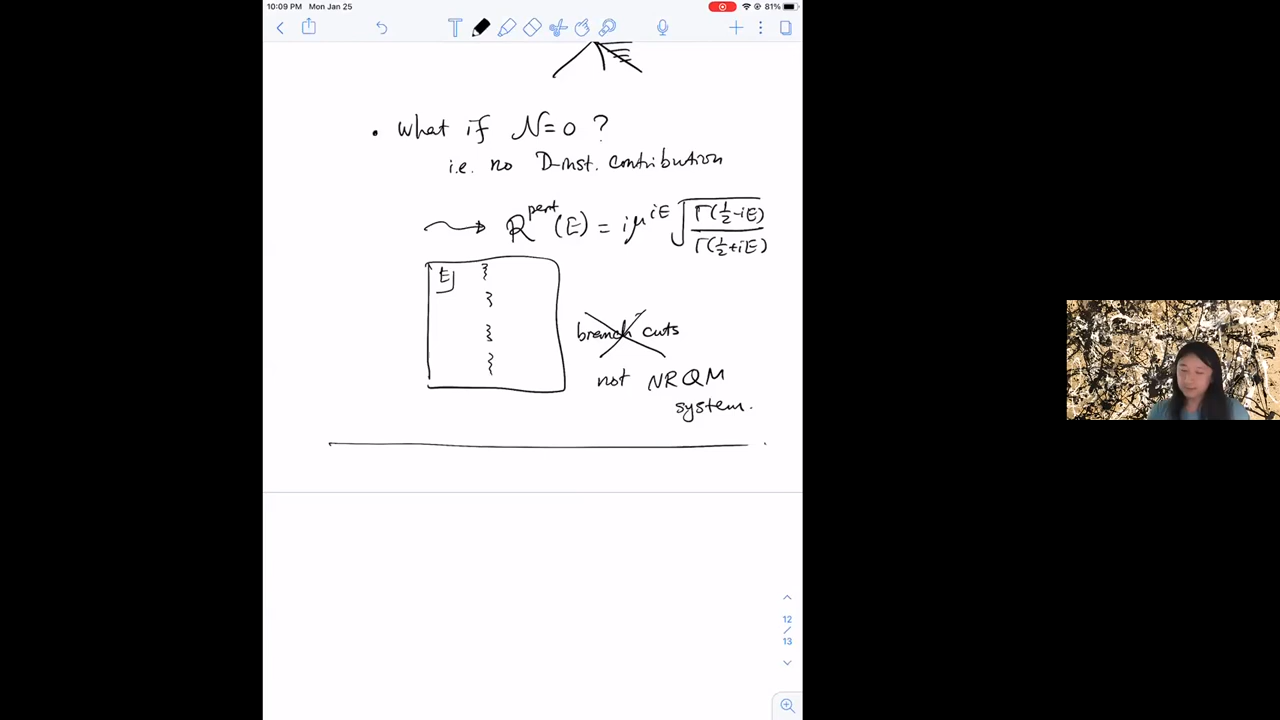 10:09 PM Mon Jan 25
81%
T
• What if 𝒩=0 ?
i.e. no D-inst. contribution
⇝ R^pert (E) = iμ^iE √(Γ(½-iE)/Γ(½+iE))
E
branch cuts
not NRQM
system.
12
/
13